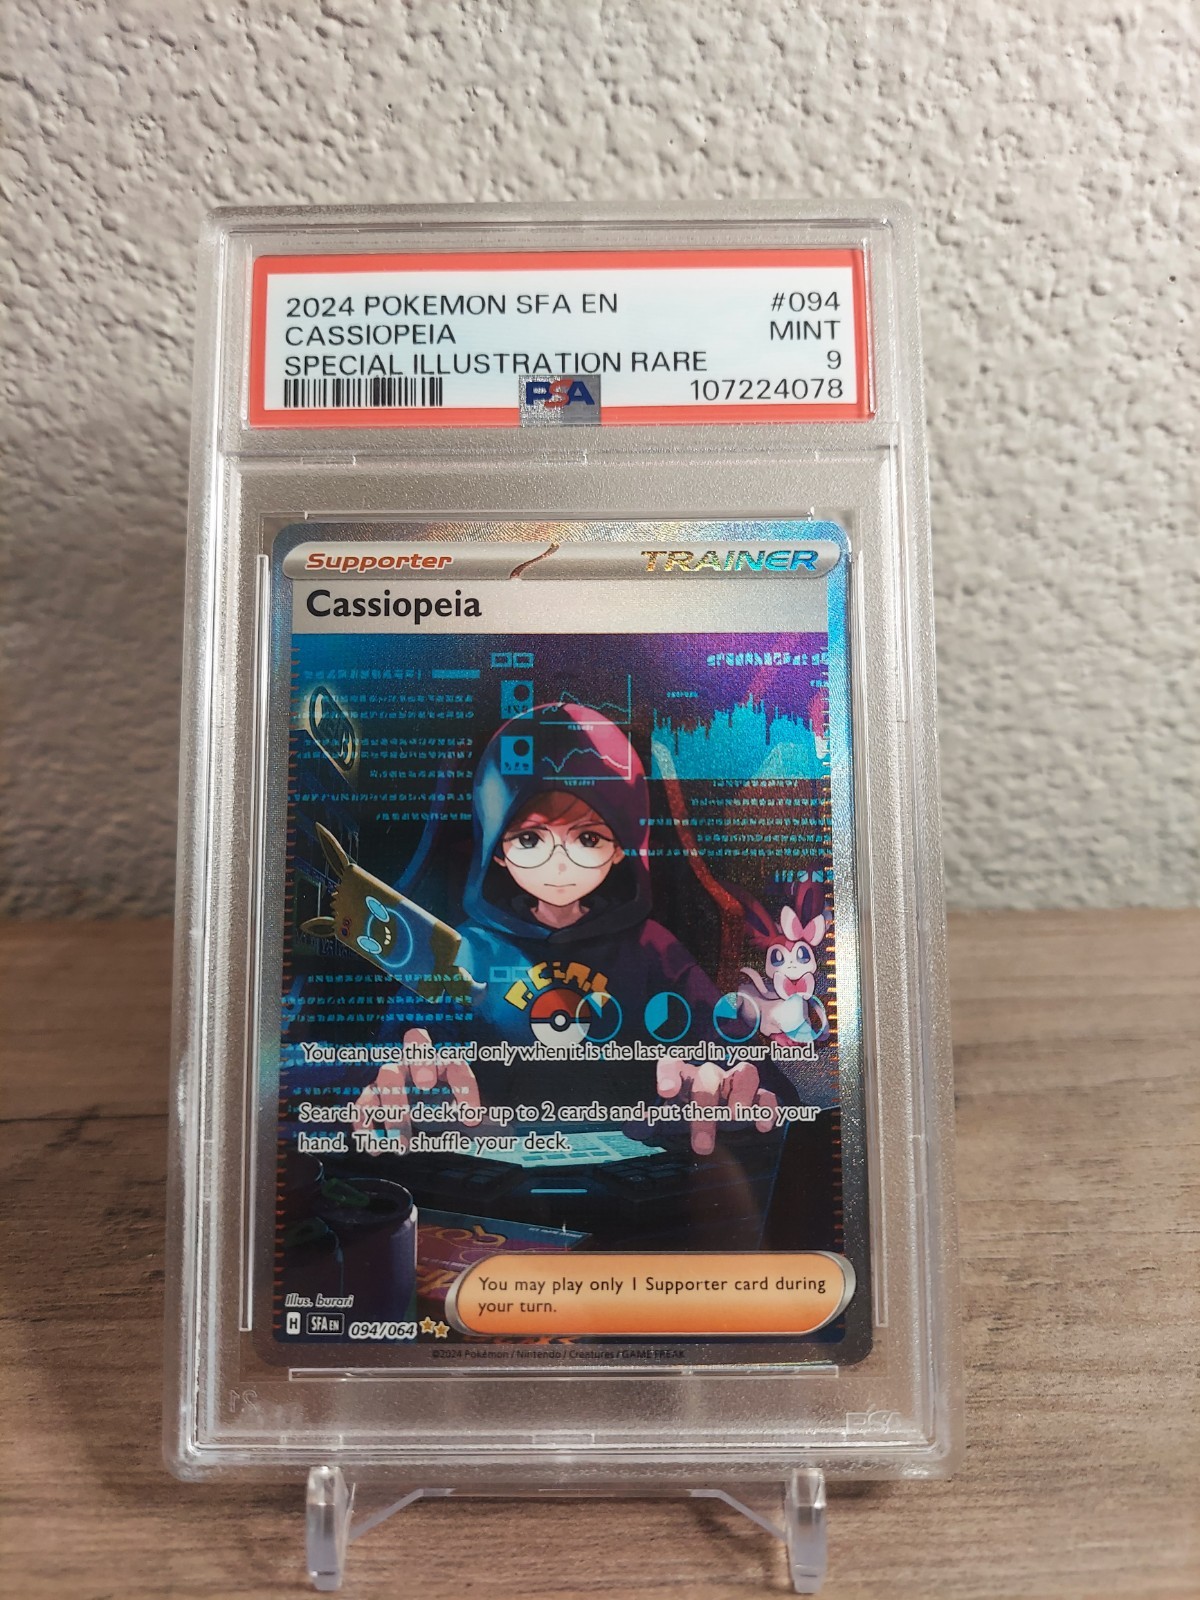 2024 POKEMON SFA EN #094
CASSIOPEIA MINT
SPECIAL ILLUSTRATION RARE 9
PSA 107224078
Supporter TRAINER
Cassiopeia
You can use this card only when it is the last card in your hand.
Search your deck for up to 2 cards and put them into your
hand. Then, shuffle your deck.
You may play only 1 Supporter card during
your turn.
Illus. burari
H SFA EN 094/064
©2024 Pokémon / Nintendo / Creatures / GAME FREAK
PSA